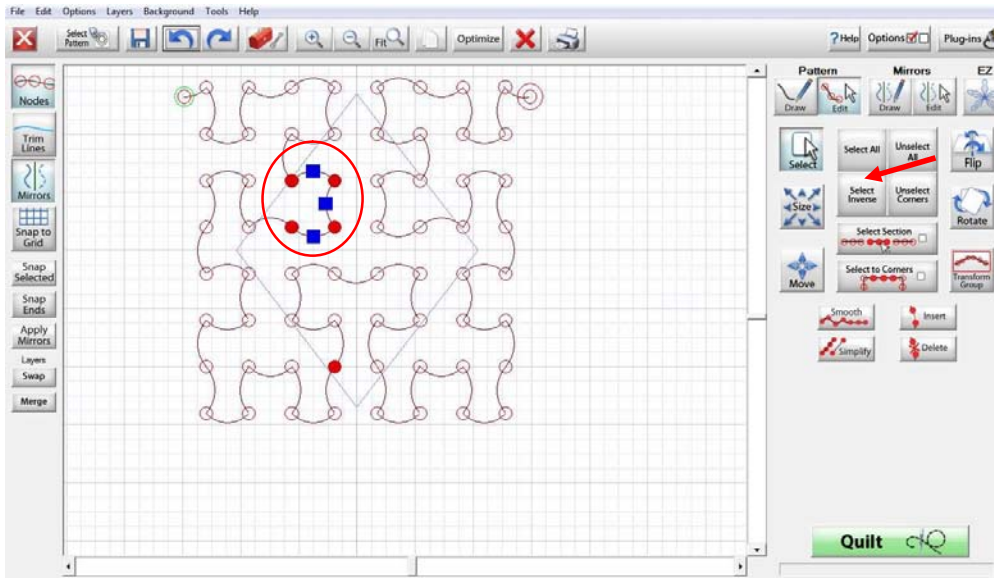 File Edit Options Layers Background Tools Help
Select
Pattern
Fit
Optimize
? Help
Options
Plug-ins
Pattern
Mirrors
EZ
Draw
Edit
Draw
Edit
Nodes
Trim
Lines
Mirrors
Snap to
Grid
Snap
Selected
Snap
Ends
Apply
Mirrors
Layers
Swap
Merge
Select
Select All
Unselect
All
Flip
Size
Select
Inverse
Unselect
Corners
Rotate
Select Section
Move
Select to Corners
Transform
Group
Smooth
Insert
Simplify
Delete
Quilt